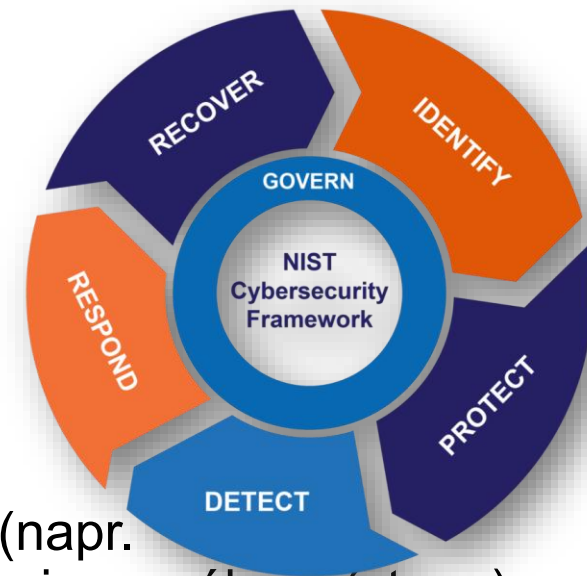 RECOVER
IDENTIFY
GOVERN
NIST
Cybersecurity
Framework
RESPOND
PROTECT
DETECT
(napr.